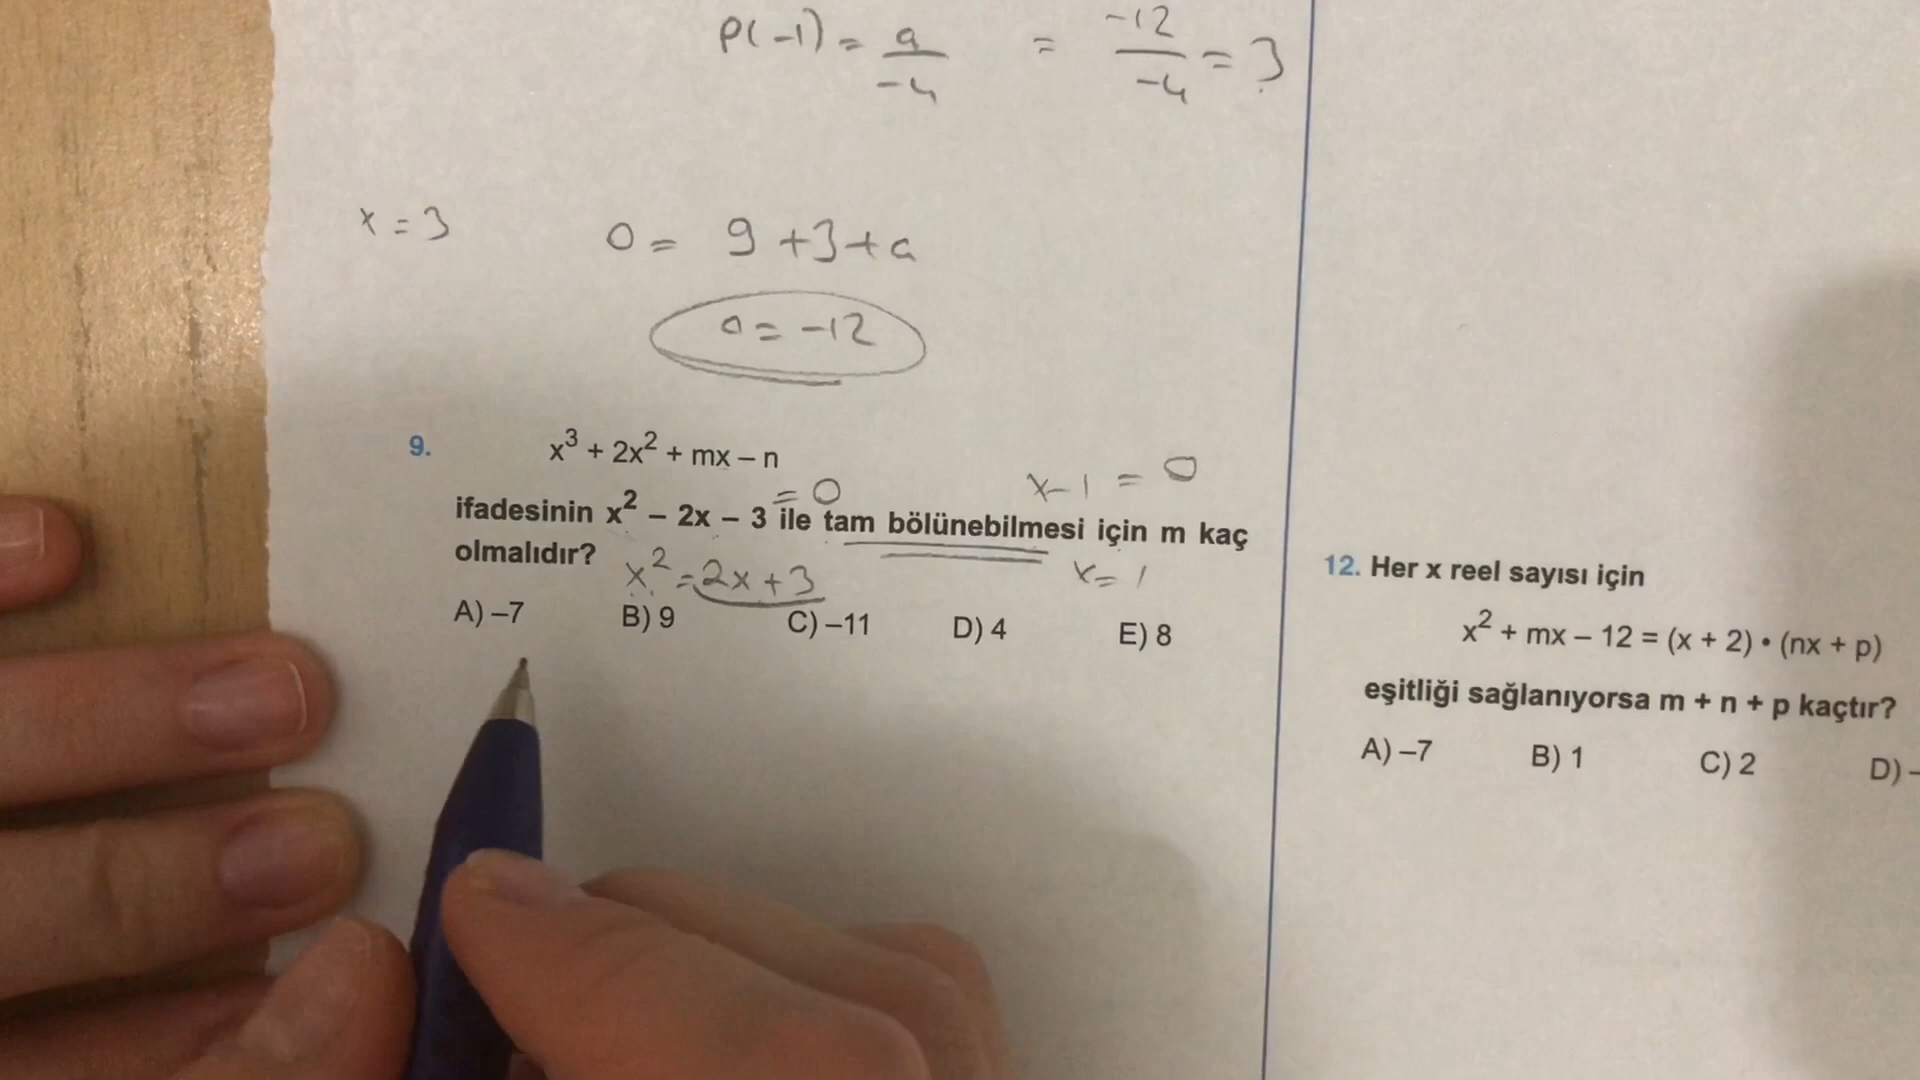 P(-1) = a/-4 = -12/-4 = 3
x = 3
0 = 9 + 3 + a
a = -12
9. x³ + 2x² + mx – n
x-1 = 0
= 0
ifadesinin x² – 2x – 3 ile tam bölünebilmesi için m kaç
olmalıdır?
x² = 2x + 3
x = 1
A) –7 B) 9 C) –11 D) 4 E) 8
12. Her x reel sayısı için
x² + mx – 12 = (x + 2) • (nx + p)
eşitliği sağlanıyorsa m + n + p kaçtır?
A) –7 B) 1 C) 2 D) –